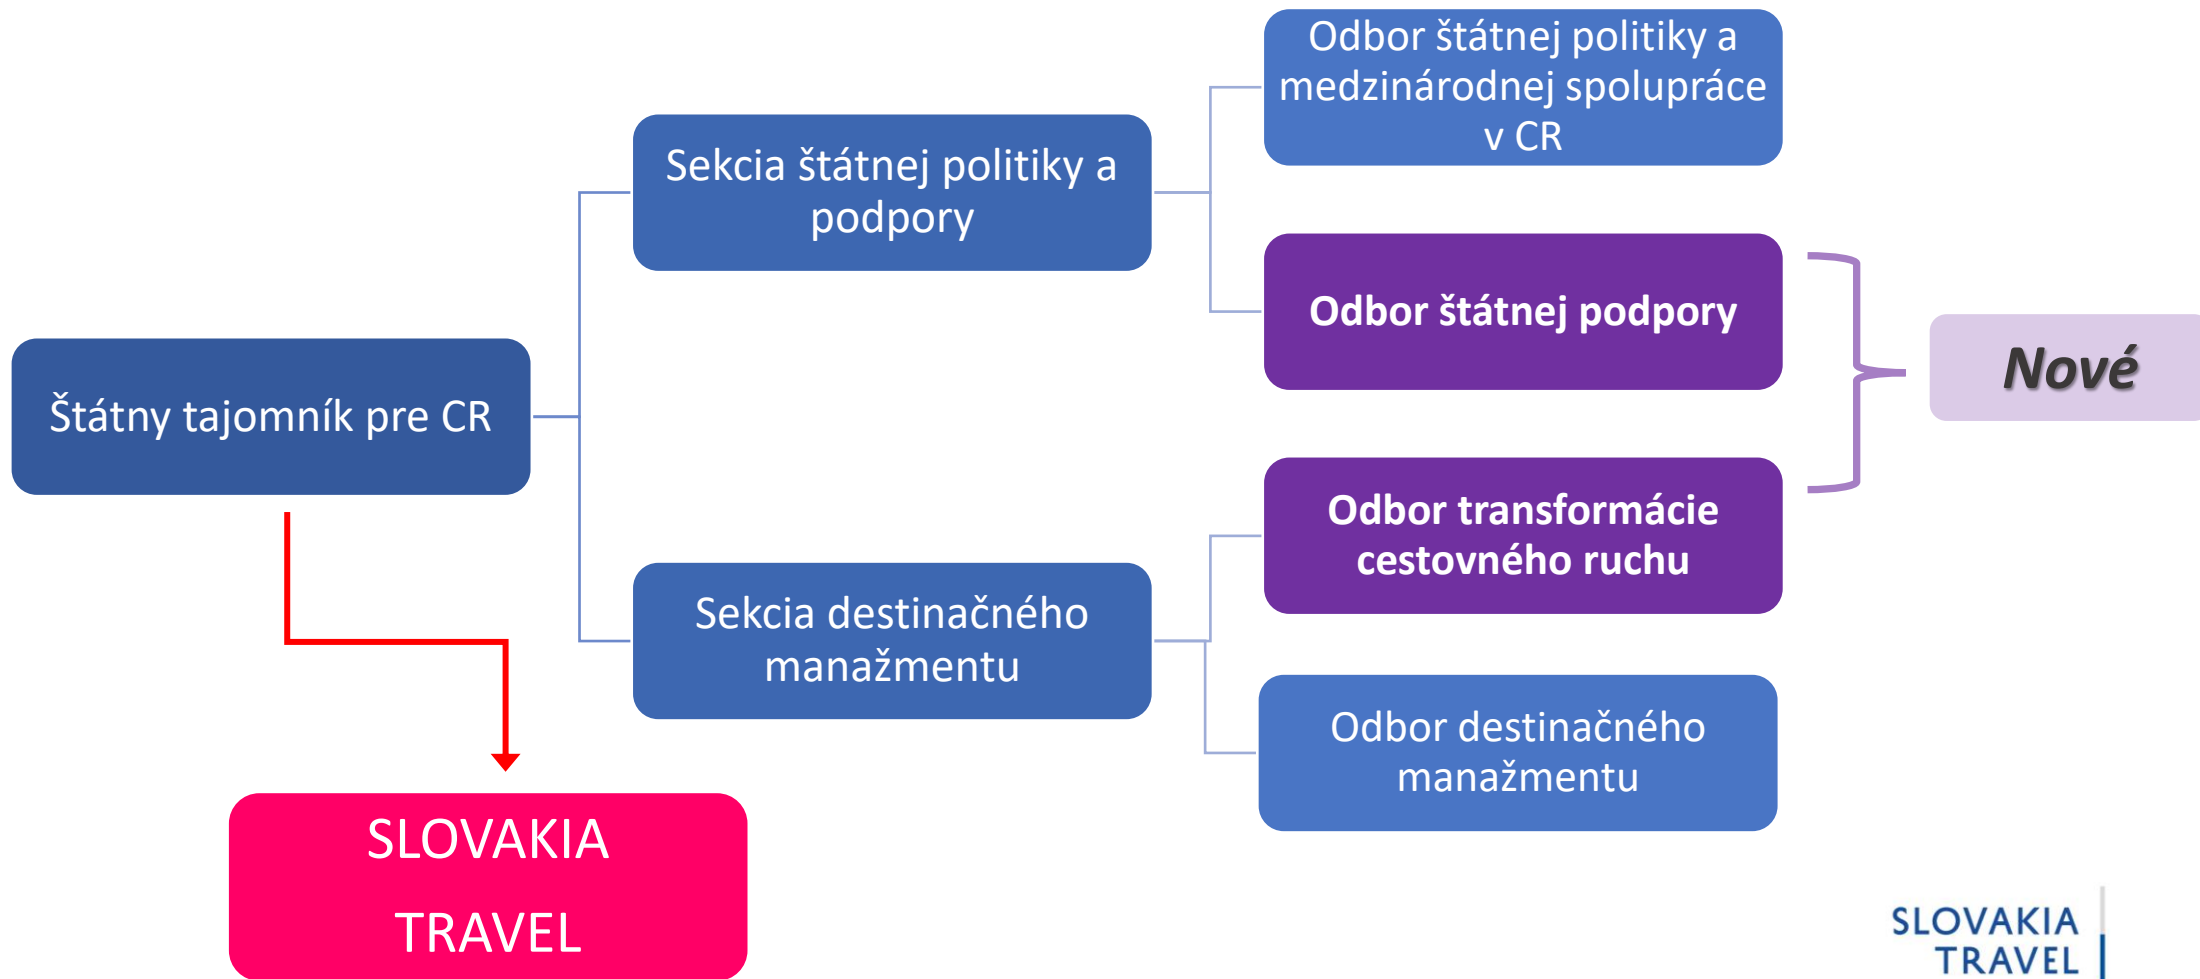 Odbor štátnej politiky a
medzinárodnej spolupráce
v CR
Sekcia štátnej politiky a
podpory
Odbor štátnej podpory
Nové
Štátny tajomník pre CR
Odbor transformácie
cestovného ruchu
Sekcia destinačného
manažmentu
Odbor destinačného
manažmentu
SLOVAKIA
TRAVEL
SLOVAKIA
TRAVEL